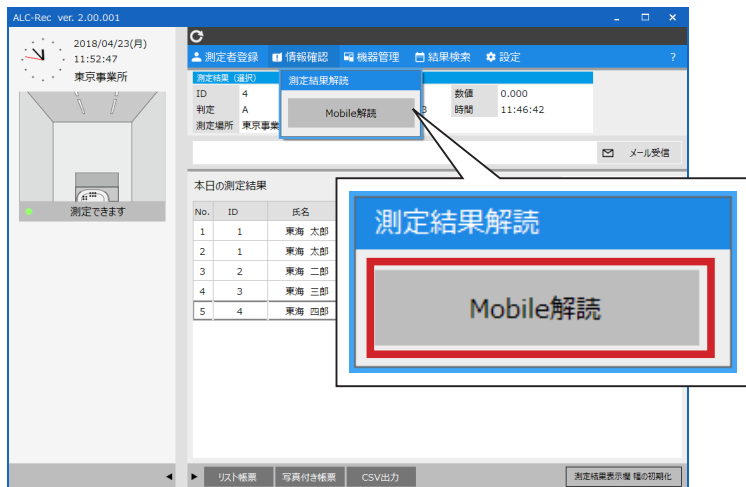 ALC-Rec ver. 2.00.001
2018/04/23(月)
11:52:47
東京事業所
測定できます
測定者登録 情報確認 機器管理 結果検索 設定 ?
測定結果 (選択)
ID 4 数値 0.000
判定 A 3 時間 11:46:42
測定場所 東京事業
測定結果解読
Mobile解読
メール受信
本日の測定結果
No. ID 氏名
1 1 東海 太郎
2 1 東海 太郎
3 2 東海 二郎
4 3 東海 三郎
5 4 東海 四郎
測定結果解読
Mobile解読
リスト帳票 写真付き帳票 CSV出力 測定結果表示欄 幅の初期化